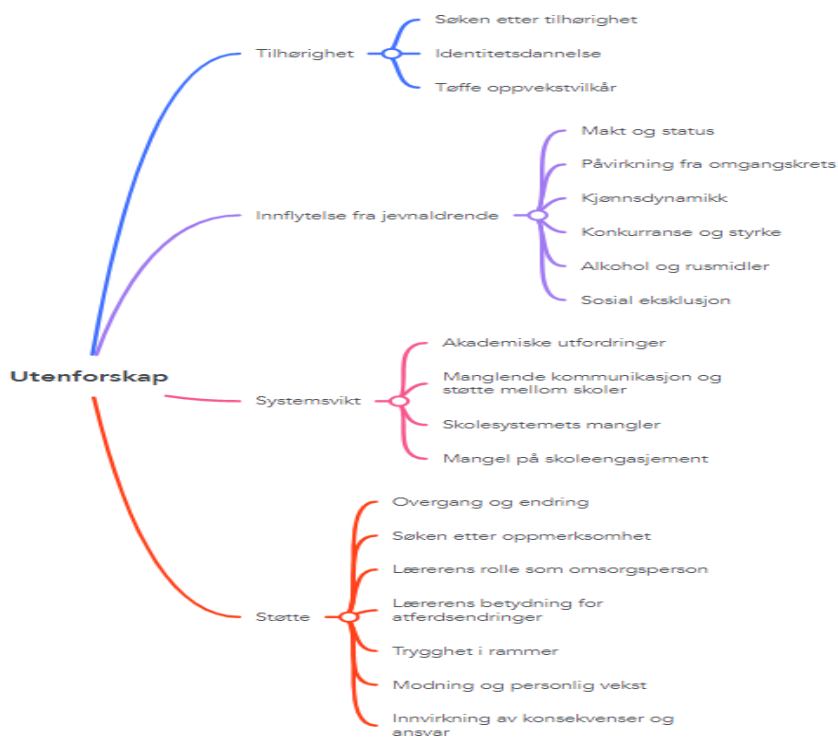 Utenforskap
Tilhørighet
Søken etter tilhørighet
Identitetsdannelse
Tøffe oppvekstvilkår
Innflytelse fra jevnaldrende
Makt og status
Påvirkning fra omgangskrets
Kjønnsdynamikk
Konkurranse og styrke
Alkohol og rusmidler
Sosial eksklusjon
Systemsvikt
Akademiske utfordringer
Manglende kommunikasjon og
støtte mellom skoler
Skolesystemets mangler
Mangel på skoleengasjement
Støtte
Overgang og endring
Søken etter oppmerksomhet
Lærerens rolle som omsorgsperson
Lærerens betydning for
atferdsendringer
Trygghet i rammer
Modning og personlig vekst
Innvirkning av konsekvenser og
ansvar